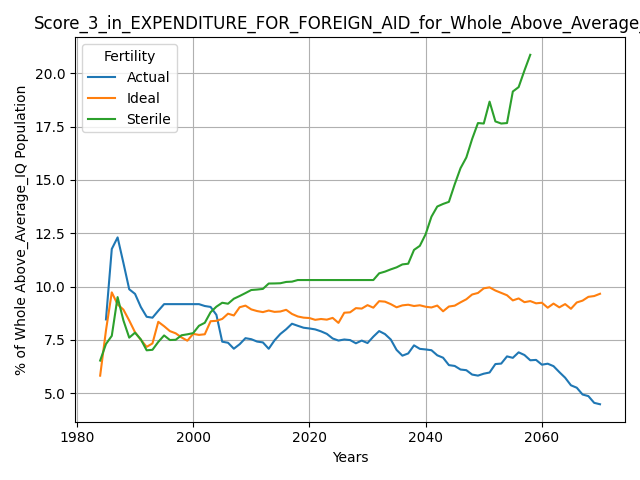 Score_3_in_EXPENDITURE_FOR_FOREIGN_AID_for_Whole_Above_Average_
Fertility
Actual
Ideal
Sterile
% of Whole Above_Average_IQ Population
20.0
17.5
15.0
12.5
10.0
7.5
5.0
1980 2000 2020 2040 2060
Years